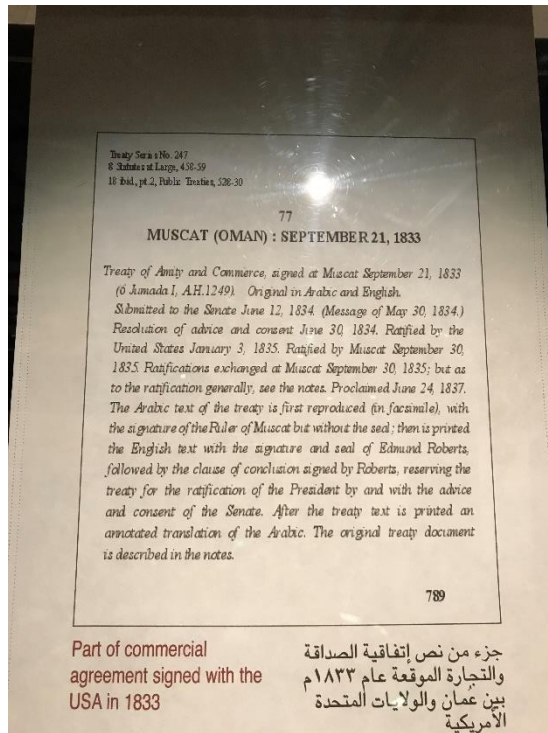 Treaty Series No. 247
8 Statutes at Large, 458-59
18 ibid., pt.2, Public Treaties, 528-30
77
MUSCAT (OMAN) : SEPTEMBER 21, 1833
Treaty of Amity and Commerce, signed at Muscat September 21, 1833
(6 Jumada I, A.H.1249). Original in Arabic and English.
Submitted to the Senate June 12, 1834. (Message of May 30, 1834.)
Resolution of advice and consent June 30, 1834. Ratified by the
United States January 3, 1835. Ratified by Muscat September 30,
1835. Ratifications exchanged at Muscat September 30, 1835; but as
to the ratification generally, see the notes. Proclaimed June 24, 1837.
The Arabic text of the treaty is first reproduced (in facsimile), with
the signature of the Ruler of Muscat but without the seal; then is printed
the English text with the signature and seal of Edmund Roberts,
followed by the clause of conclusion signed by Roberts, reserving the
treaty for the ratification of the President by and with the advice
and consent of the Senate. After the treaty text is printed an
annotated translation of the Arabic. The original treaty document
is described in the notes.
789
Part of commercial
agreement signed with the
USA in 1833
جزء من نص إتفاقية الصداقة
والتجارة الموقعة عام ١٨٣٣م
بين عُمان والولايات المتحدة
الأمريكية